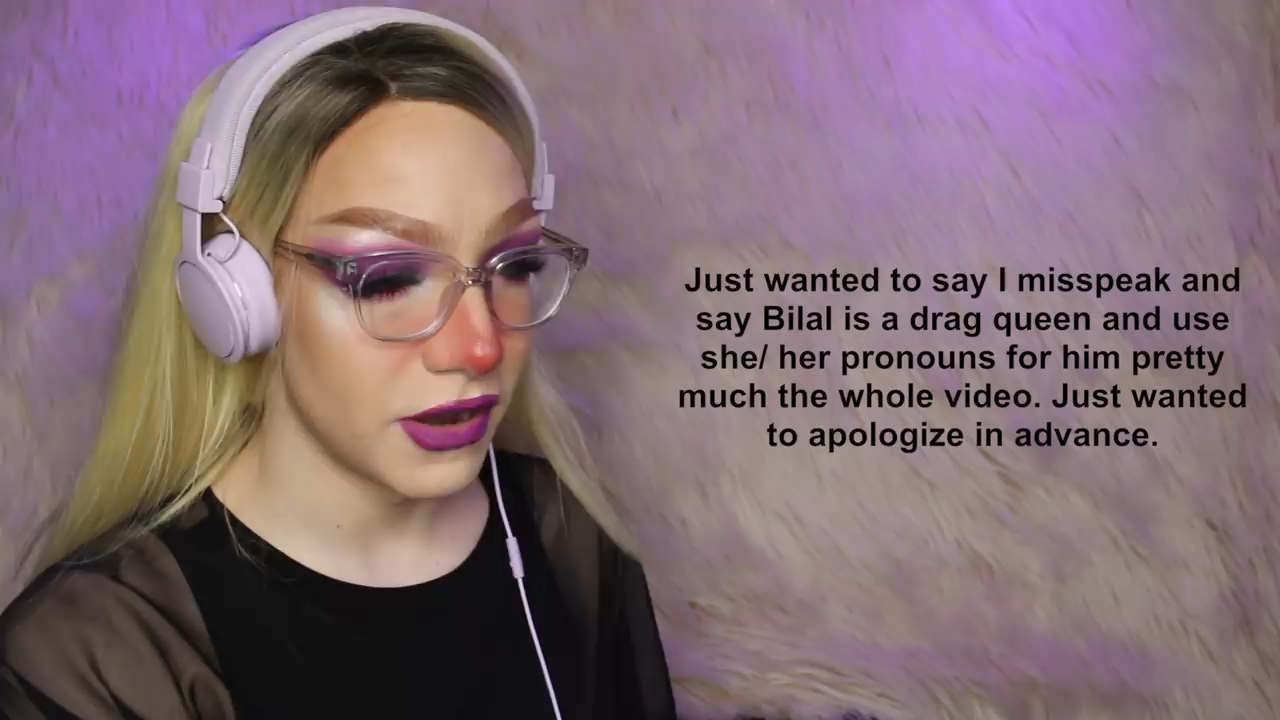 Just wanted to say I misspeak and
say Bilal is a drag queen and use
she/ her pronouns for him pretty
much the whole video. Just wanted
to apologize in advance.